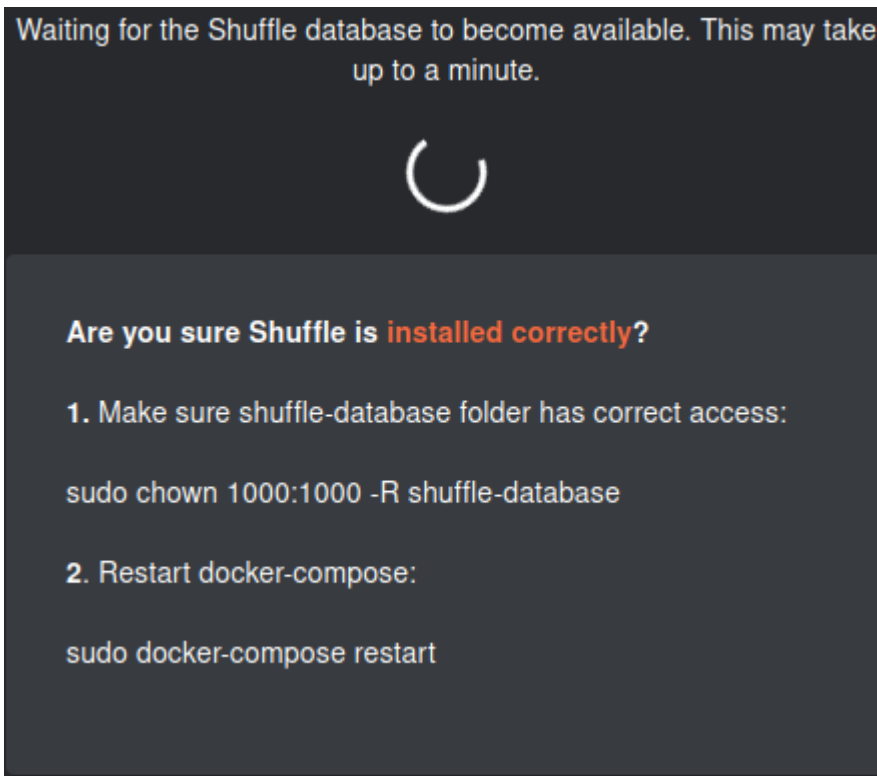 Waiting for the Shuffle database to become available. This may take
up to a minute.
Are you sure Shuffle is installed correctly?
1. Make sure shuffle-database folder has correct access:
sudo chown 1000:1000 -R shuffle-database
2. Restart docker-compose:
sudo docker-compose restart